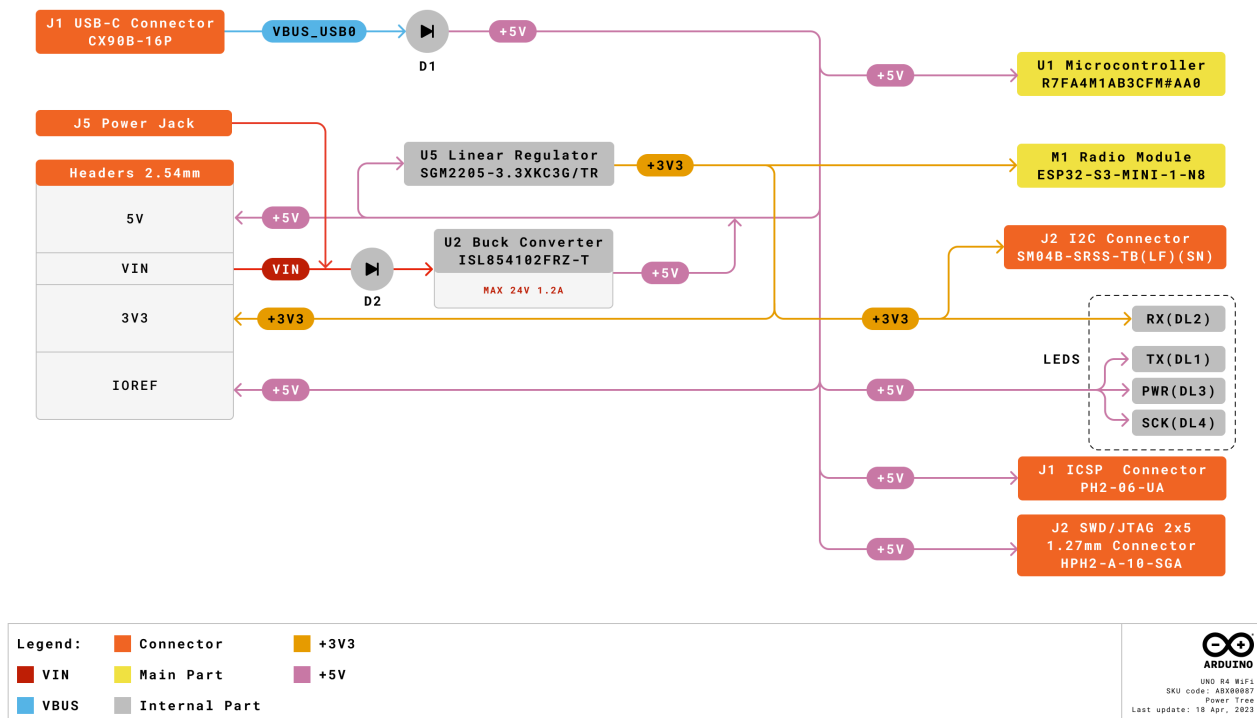 J1 USB-C Connector
CX90B-16P
VBUS_USB0
+5V
D1
U1 Microcontroller
R7FA4M1AB3CFM#AA0
+5V
J5 Power Jack
U5 Linear Regulator
SGM2205-3.3XKC3G/TR
+3V3
M1 Radio Module
ESP32-S3-MINI-1-N8
Headers 2.54mm
5V
+5V
VIN
VIN
D2
U2 Buck Converter
ISL854102FRZ-T
MAX 24V 1.2A
+5V
J2 I2C Connector
SM04B-SRSS-TB(LF)(SN)
3V3
+3V3
+3V3
RX(DL2)
LEDS
TX(DL1)
IOREF
+5V
+5V
PWR(DL3)
SCK(DL4)
+5V
J1 ICSP Connector
PH2-06-UA
+5V
J2 SWD/JTAG 2x5
1.27mm Connector
HPH2-A-10-SGA
Legend:
Connector
+3V3
VIN
Main Part
+5V
VBUS
Internal Part
ARDUINO
UNO R4 WiFi
SKU code: ABX00087
Power Tree
Last update: 18 Apr, 2023